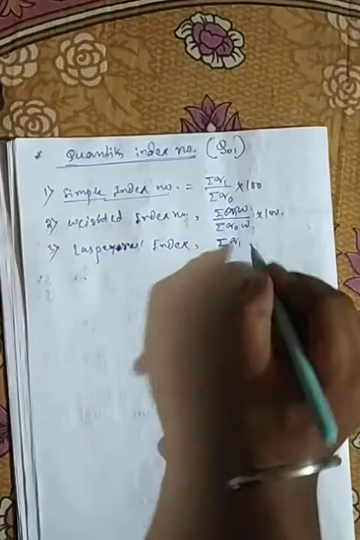 * Quantity index no. (Q01)
1) Simple Index no. = Σq1/Σq0 × 100
2) Weighted Index no, = Σq1w/Σq0w × 100.
3) Laspeyres' Index, = Σq1